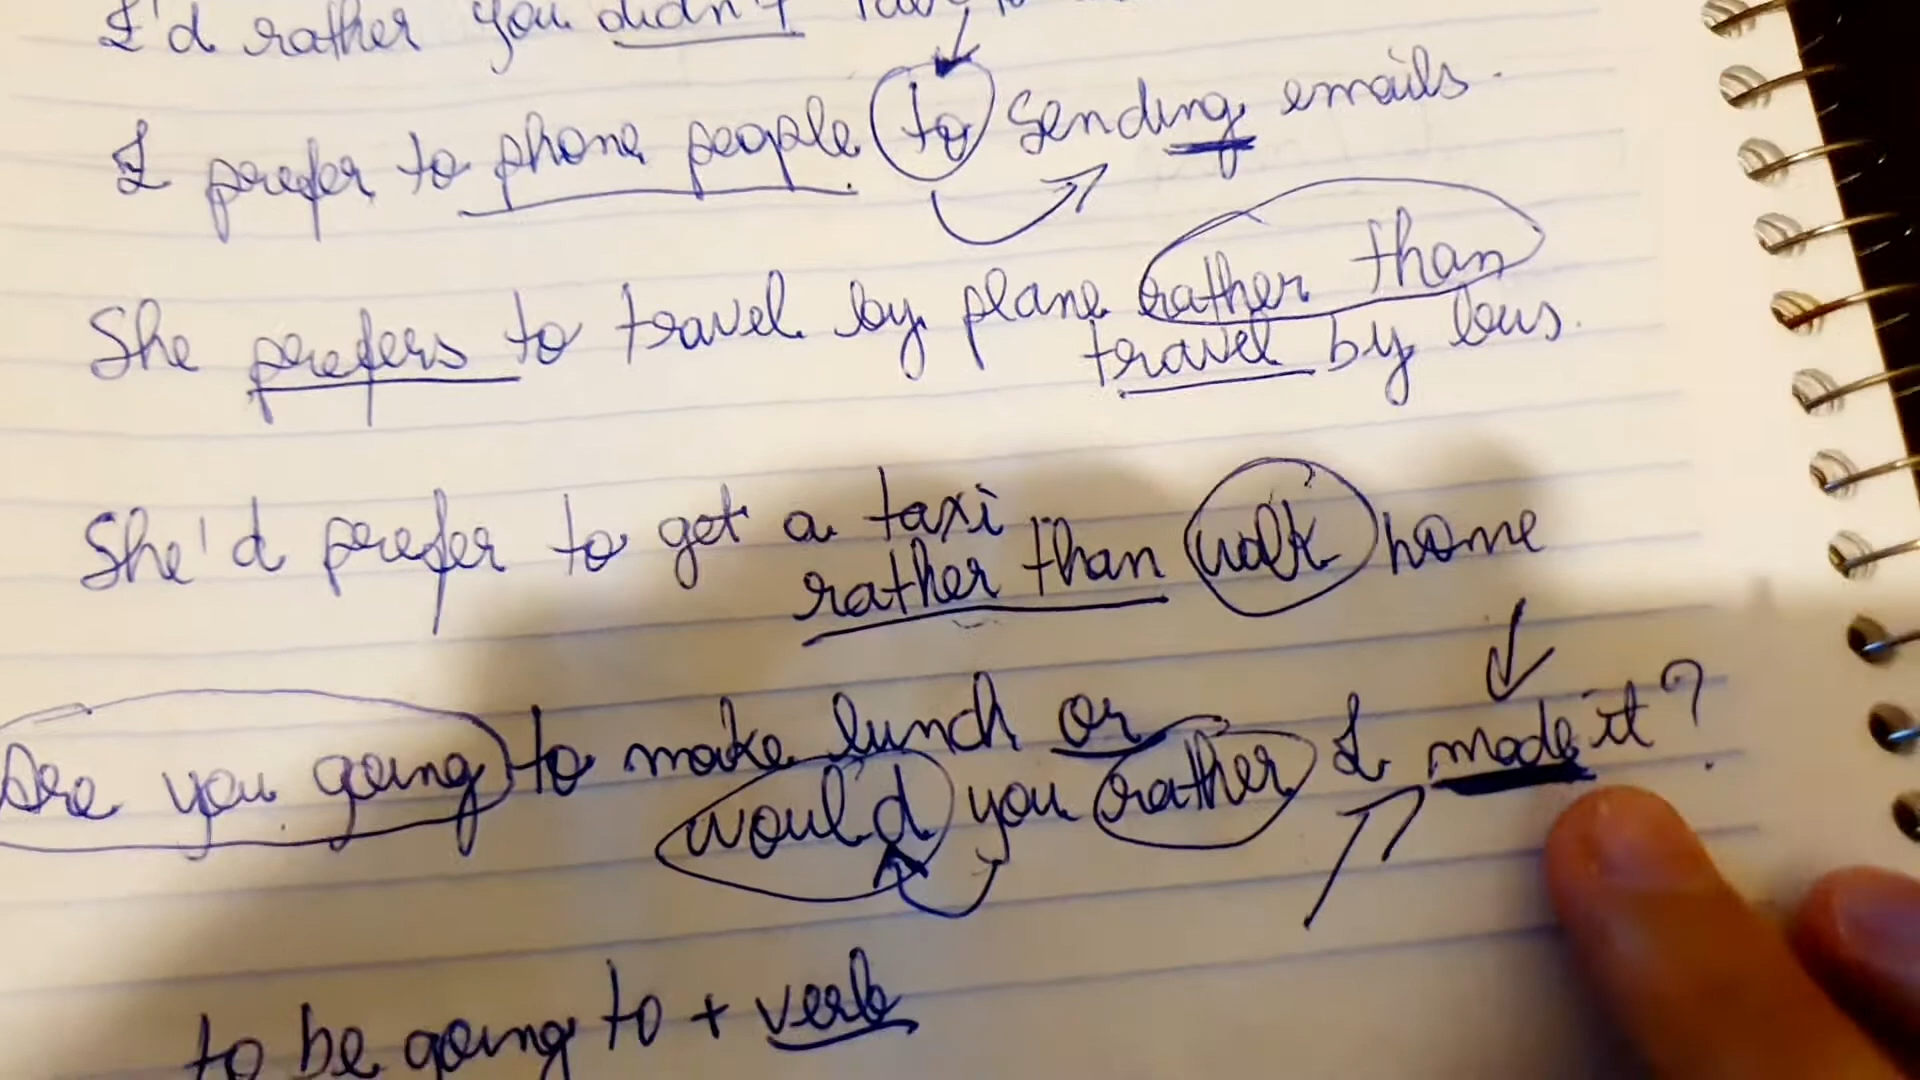 I'd rather you didn't
I prefer to phone people to sending emails.
She prefers to travel by plane rather than
travel by bus.
She'd prefer to get a taxi
rather than walk home
Are you going to make lunch or
would you rather I made it?
to be going to + verb